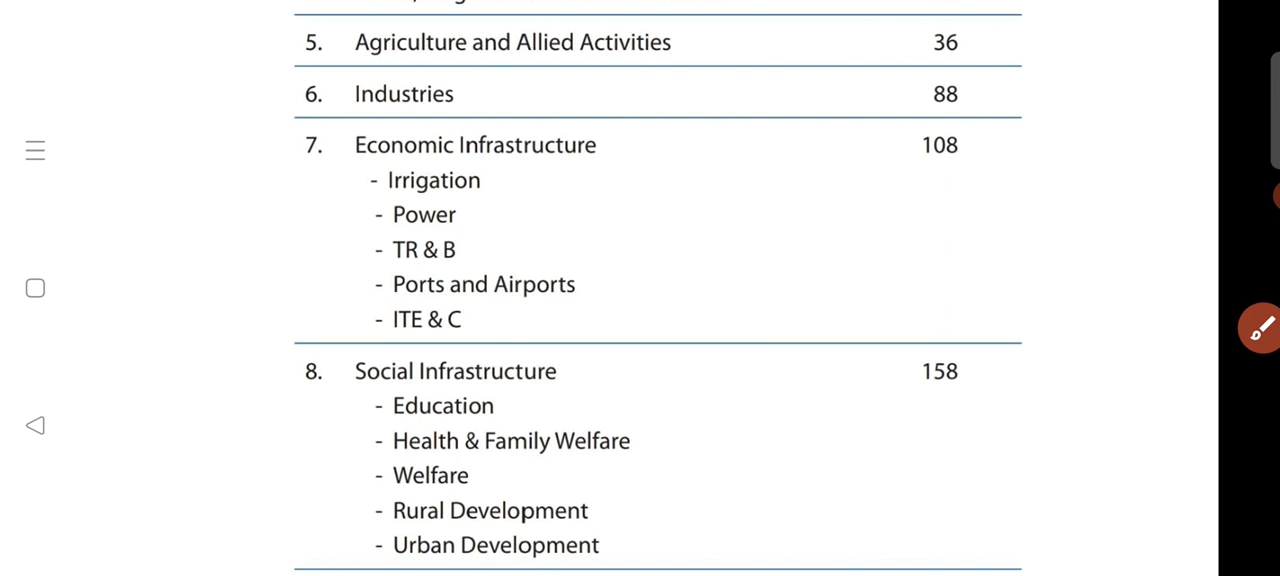 5. Agriculture and Allied Activities 36
6. Industries 88
7. Economic Infrastructure 108
- Irrigation
- Power
- TR & B
- Ports and Airports
- ITE & C
8. Social Infrastructure 158
- Education
- Health & Family Welfare
- Welfare
- Rural Development
- Urban Development